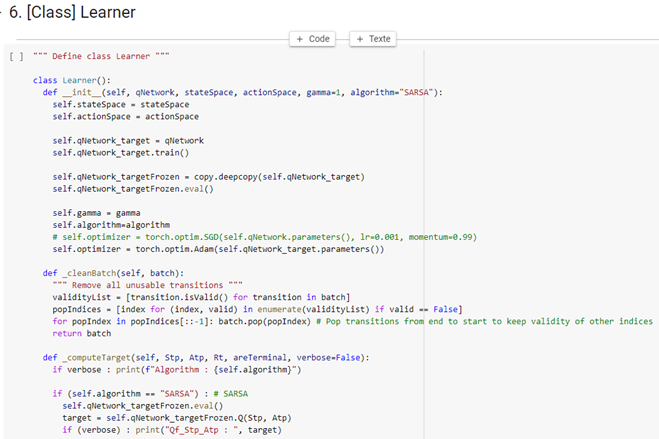 6. [Class] Learner
+ Code + Texte
[ ] """ Define class Learner """
class Learner():
def __init__(self, qNetwork, stateSpace, actionSpace, gamma=1, algorithm="SARSA"):
self.stateSpace = stateSpace
self.actionSpace = actionSpace
self.qNetwork_target = qNetwork
self.qNetwork_target.train()
self.qNetwork_targetFrozen = copy.deepcopy(self.qNetwork_target)
self.qNetwork_targetFrozen.eval()
self.gamma = gamma
self.algorithm=algorithm
# self.optimizer = torch.optim.SGD(self.qNetwork.parameters(), lr=0.001, momentum=0.99)
self.optimizer = torch.optim.Adam(self.qNetwork_target.parameters())
def _cleanBatch(self, batch):
""" Remove all unusable transitions """
validityList = [transition.isValid() for transition in batch]
popIndices = [index for (index, valid) in enumerate(validityList) if valid == False]
for popIndex in popIndices[::-1]: batch.pop(popIndex) # Pop transitions from end to start to keep validity of other indices
return batch
def _computeTarget(self, Stp, Atp, Rt, areTerminal, verbose=False):
if verbose : print(f"Algorithm : {self.algorithm}")
if (self.algorithm == "SARSA") : # SARSA
self.qNetwork_targetFrozen.eval()
target = self.qNetwork_targetFrozen.Q(Stp, Atp)
if (verbose) : print("Qf_Stp_Atp : ", target)